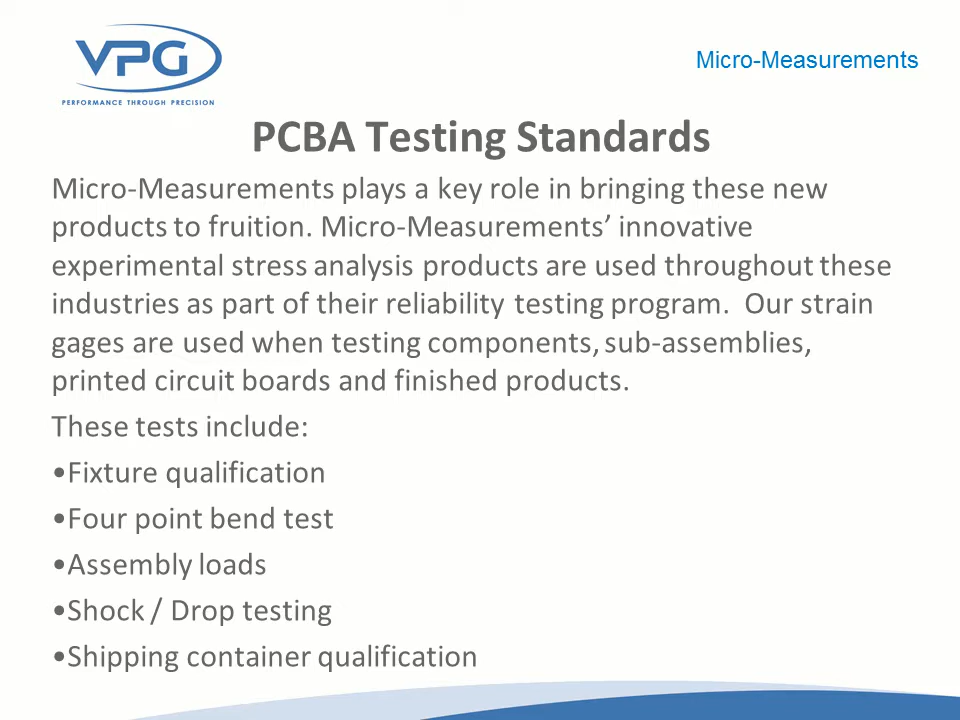 VPG
PERFORMANCE THROUGH PRECISION
Micro-Measurements
PCBA Testing Standards
Micro-Measurements plays a key role in bringing these new
products to fruition. Micro-Measurements’ innovative
experimental stress analysis products are used throughout these
industries as part of their reliability testing program.  Our strain
gages are used when testing components, sub-assemblies,
printed circuit boards and finished products.
These tests include:
•Fixture qualification
•Four point bend test
•Assembly loads
•Shock / Drop testing
•Shipping container qualification